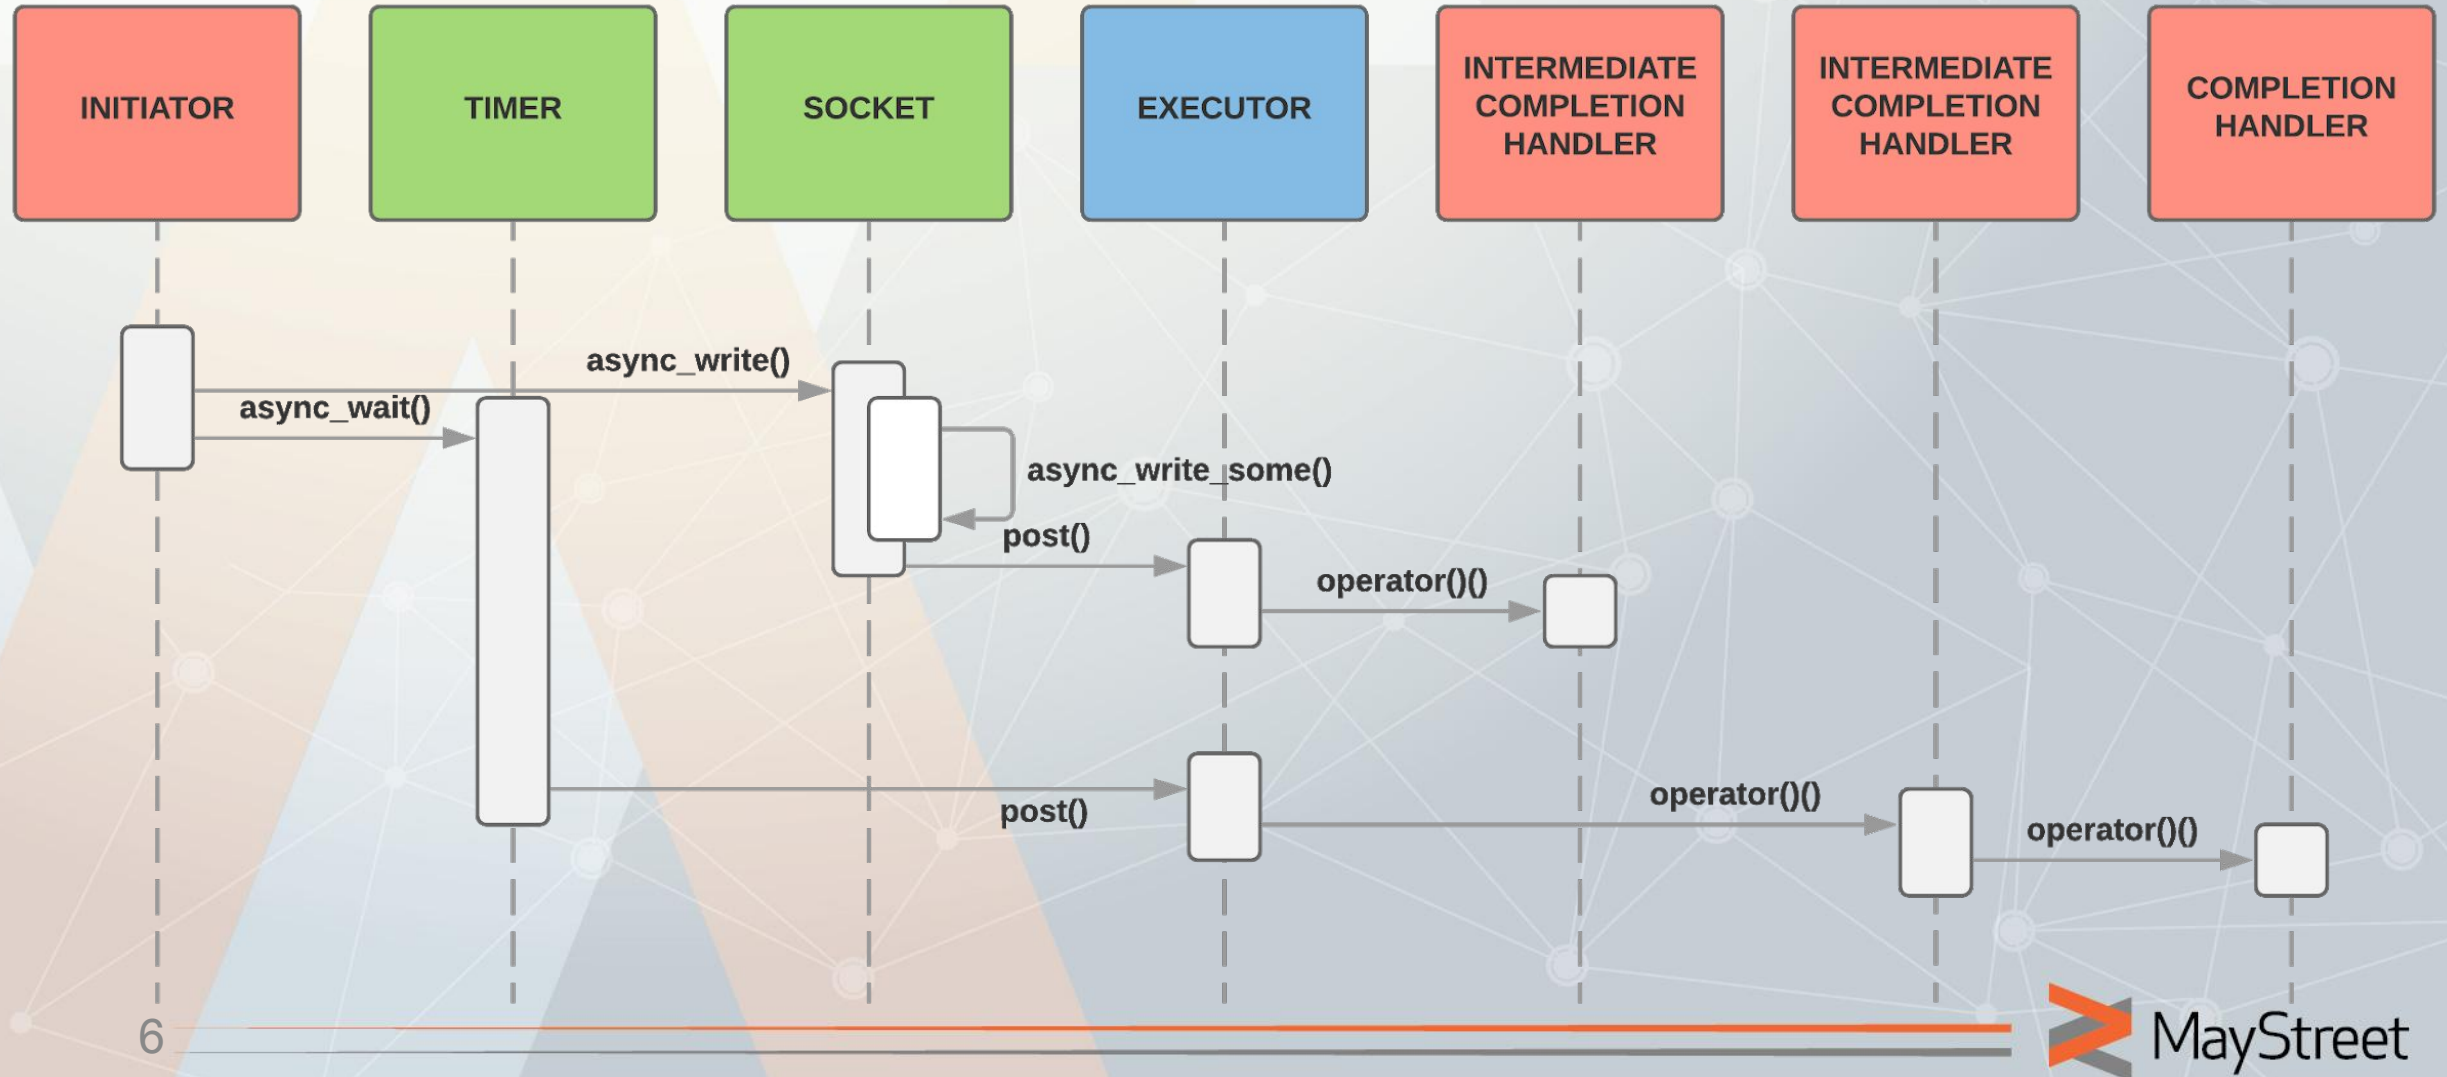 INITIATOR
TIMER
SOCKET
EXECUTOR
INTERMEDIATE
COMPLETION
HANDLER
INTERMEDIATE
COMPLETION
HANDLER
COMPLETION
HANDLER
async_write()
async_wait()
async_write_some()
post()
operator()()
post()
operator()()
operator()()
6
MayStreet